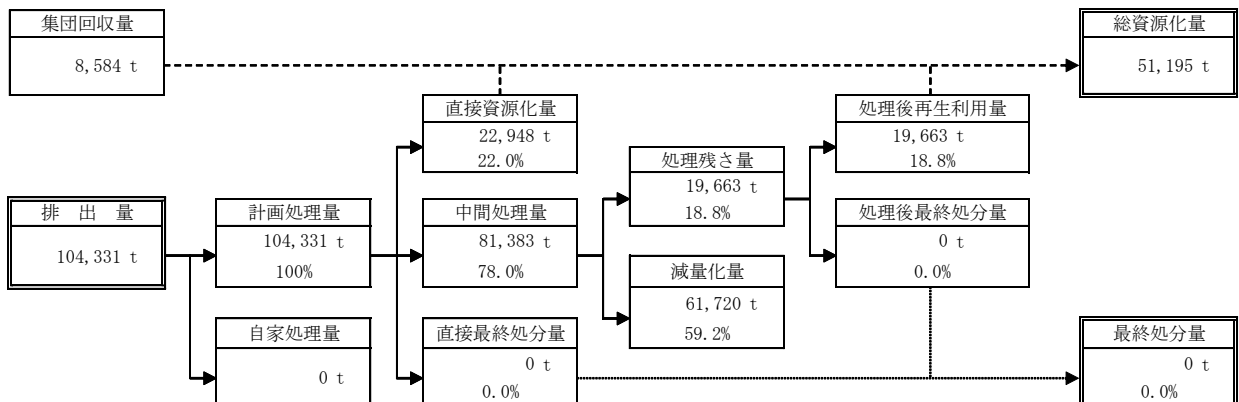 集団回収量
8,584 t
総資源化量
51,195 t
直接資源化量
22,948 t
22.0%
処理後再生利用量
19,663 t
18.8%
処理残さ量
19,663 t
18.8%
排 出 量
104,331 t
計画処理量
104,331 t
100%
中間処理量
81,383 t
78.0%
処理後最終処分量
0 t
0.0%
減量化量
61,720 t
59.2%
自家処理量
0 t
直接最終処分量
0 t
0.0%
最終処分量
0 t
0.0%